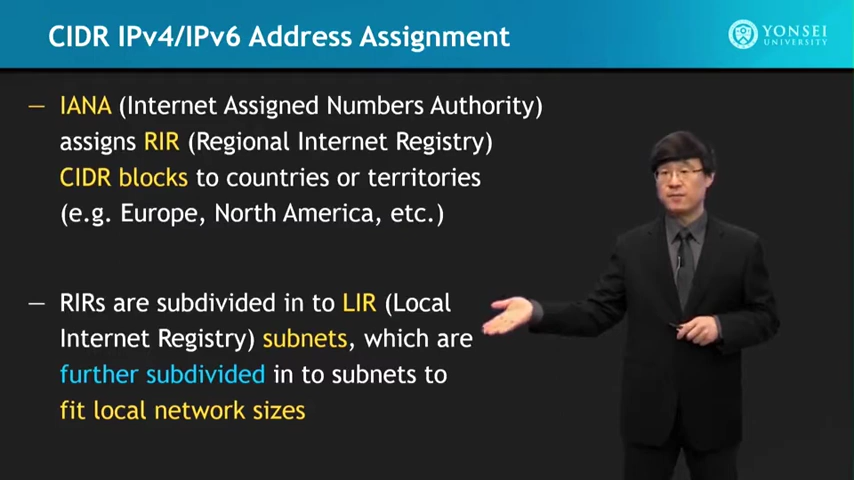 CIDR IPv4/IPv6 Address Assignment
YONSEI
UNIVERSITY
— IANA (Internet Assigned Numbers Authority)
assigns RIR (Regional Internet Registry)
CIDR blocks to countries or territories
(e.g. Europe, North America, etc.)
— RIRs are subdivided in to LIR (Local
Internet Registry) subnets, which are
further subdivided in to subnets to
fit local network sizes